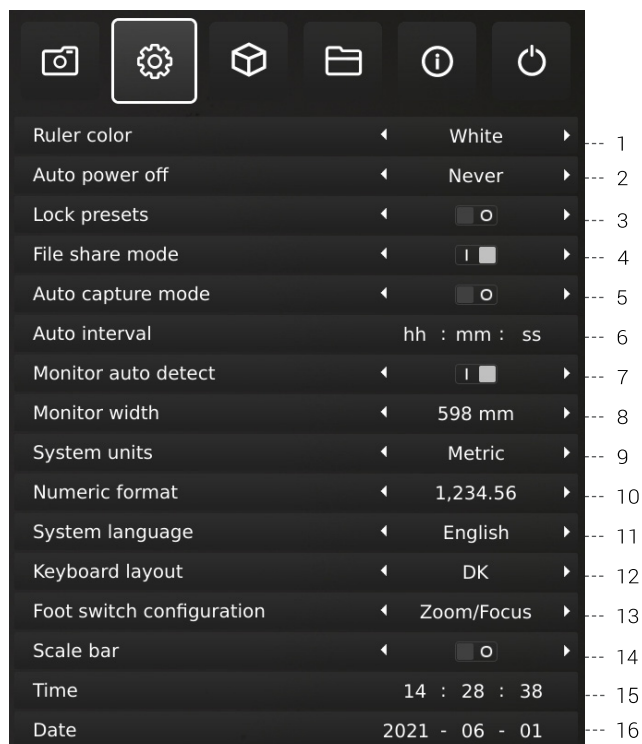 Ruler color White --- 1
Auto power off Never --- 2
Lock presets O --- 3
File share mode I --- 4
Auto capture mode O --- 5
Auto interval hh : mm : ss --- 6
Monitor auto detect I --- 7
Monitor width 598 mm --- 8
System units Metric --- 9
Numeric format 1,234.56 --- 10
System language English --- 11
Keyboard layout DK --- 12
Foot switch configuration Zoom/Focus --- 13
Scale bar O --- 14
Time 14 : 28 : 38 --- 15
Date 2021 - 06 - 01 --- 16